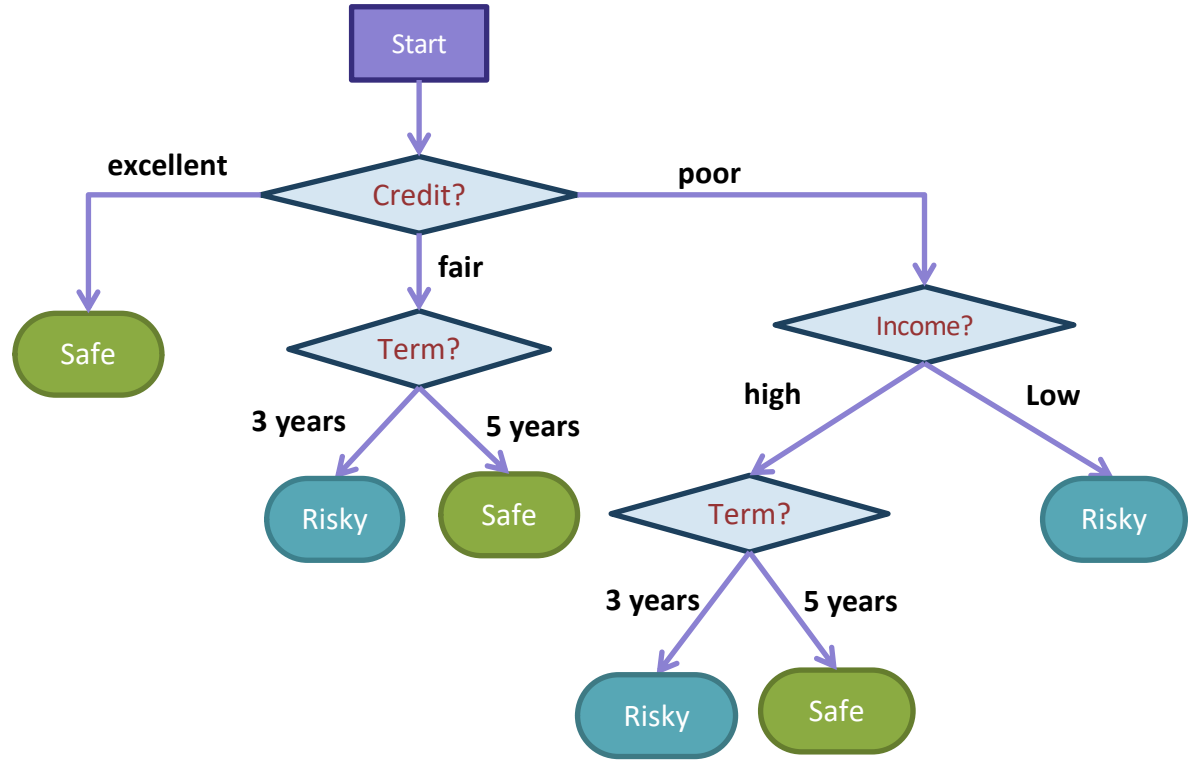 Start
excellent
Credit?
poor
fair
Safe
Term?
Income?
3 years
5 years
high
Low
Risky
Safe
Term?
Risky
3 years
5 years
Risky
Safe